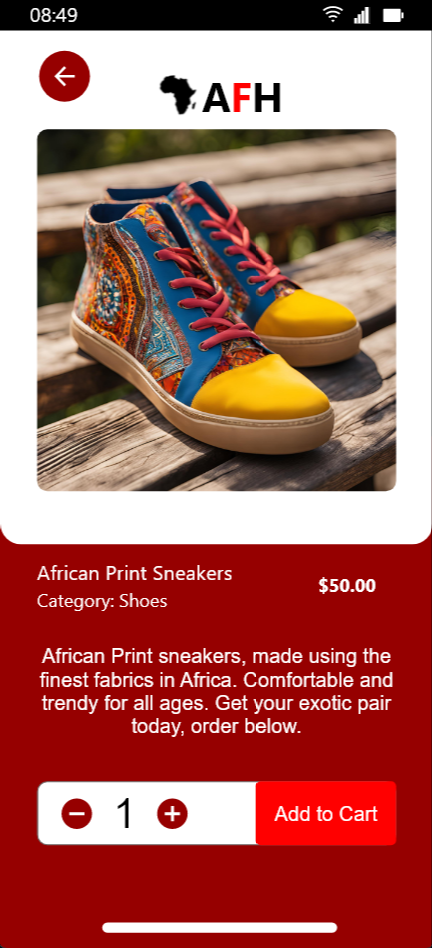 08:49
AFH
African Print Sneakers
$50.00
Category: Shoes
African Print sneakers, made using the
finest fabrics in Africa. Comfortable and
trendy for all ages. Get your exotic pair
today, order below.
1
Add to Cart